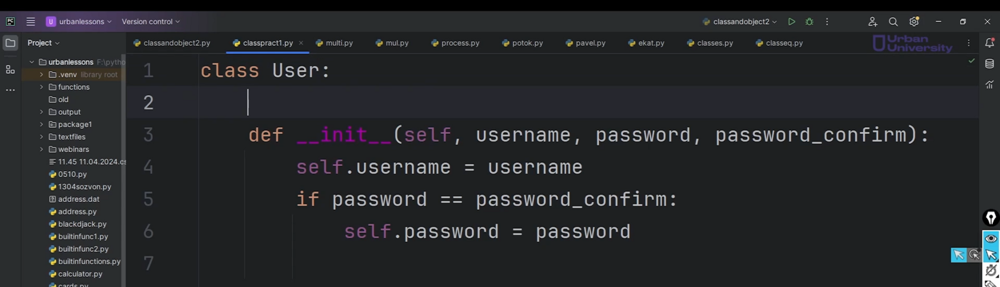 PC U urbanlessons Version control classandobject2
Project classandobject2.py classpract1.py multi.py mul.py process.py potok.py pavel.py ekat.py classes.py classeq.py Urban University
urbanlessons F:\pytho
.venv library root
functions
old
output
package1
textfiles
webinars
11.45 11.04.2024.cs
0510.py
1304sozvon.py
address.dat
address.py
blackdjack.py
builtinfunc1.py
builtinfunc2.py
builtinfunctions.py
calculator.py
cards.py
1 class User:
2
3 def __init__(self, username, password, password_confirm):
4 self.username = username
5 if password == password_confirm:
6 self.password = password
7